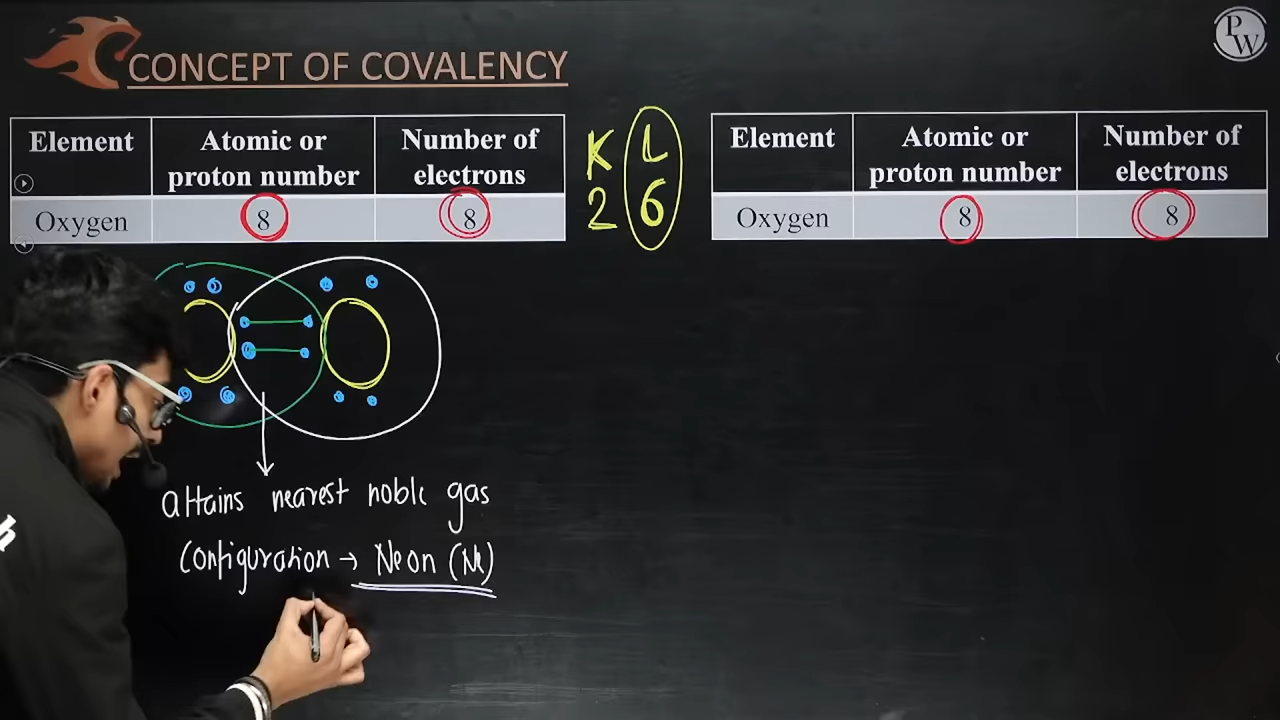 CONCEPT OF COVALENCY
PW
Element Atomic or proton number Number of electrons
Oxygen 8 8
K L
2 6
Element Atomic or proton number Number of electrons
Oxygen 8 8
attains nearest noble gas
Configuration → Neon (Ne)
h